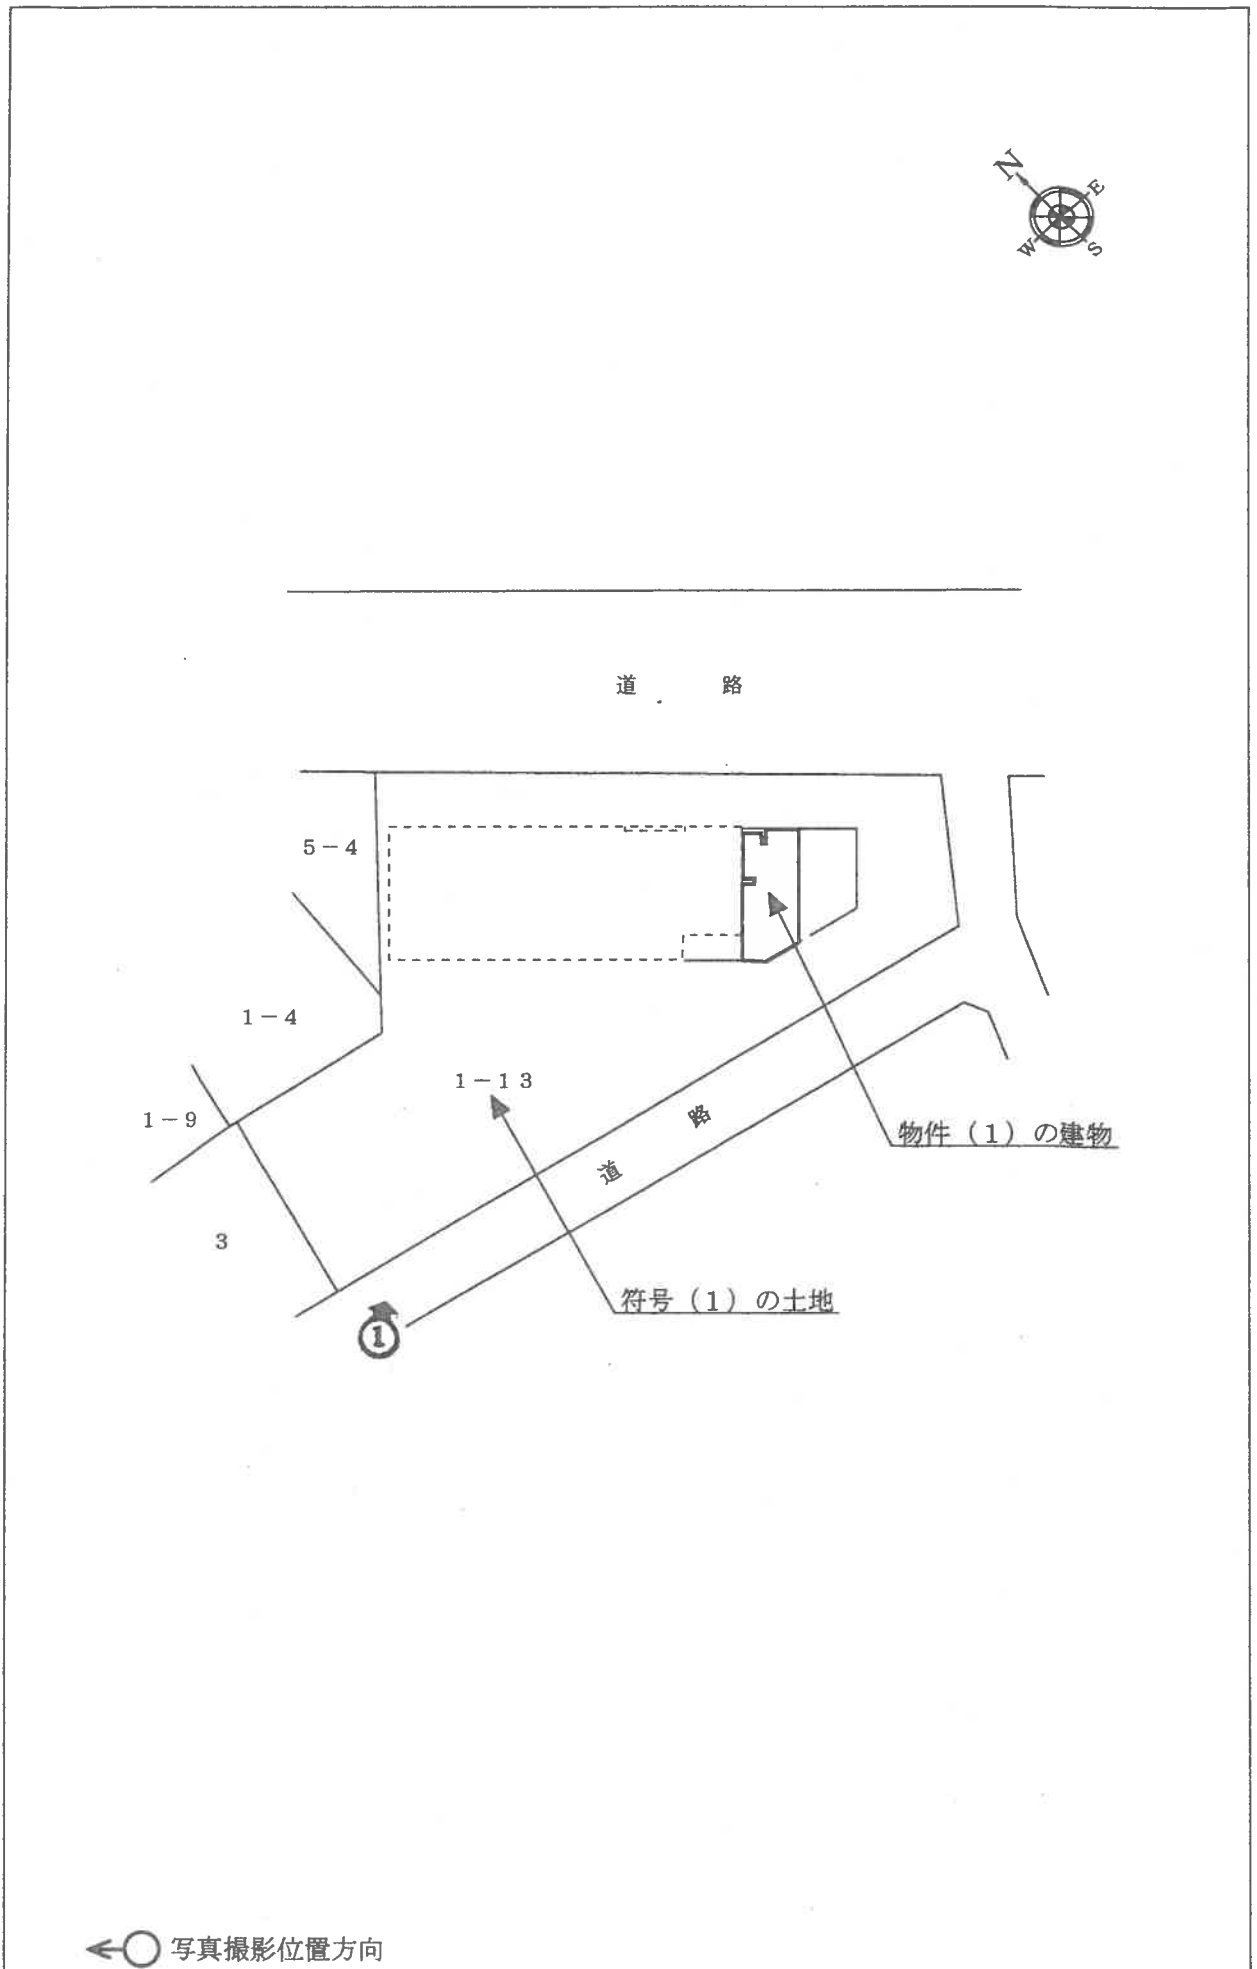 N
E
W
S
道 路
5-4
1-4
1-13
1-9
物件(1)の建物
道 路
3
符号(1)の土地
1
写真撮影位置方向